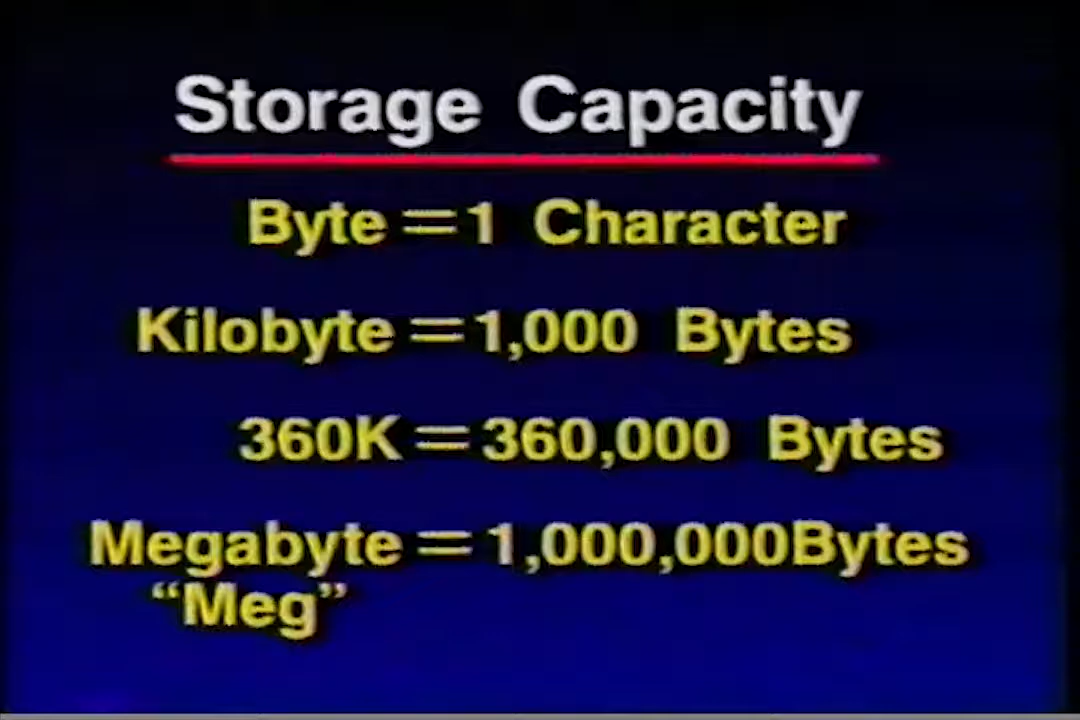 Storage Capacity
Byte = 1 Character
Kilobyte = 1,000 Bytes
360K = 360,000 Bytes
Megabyte = 1,000,000Bytes
“Meg”